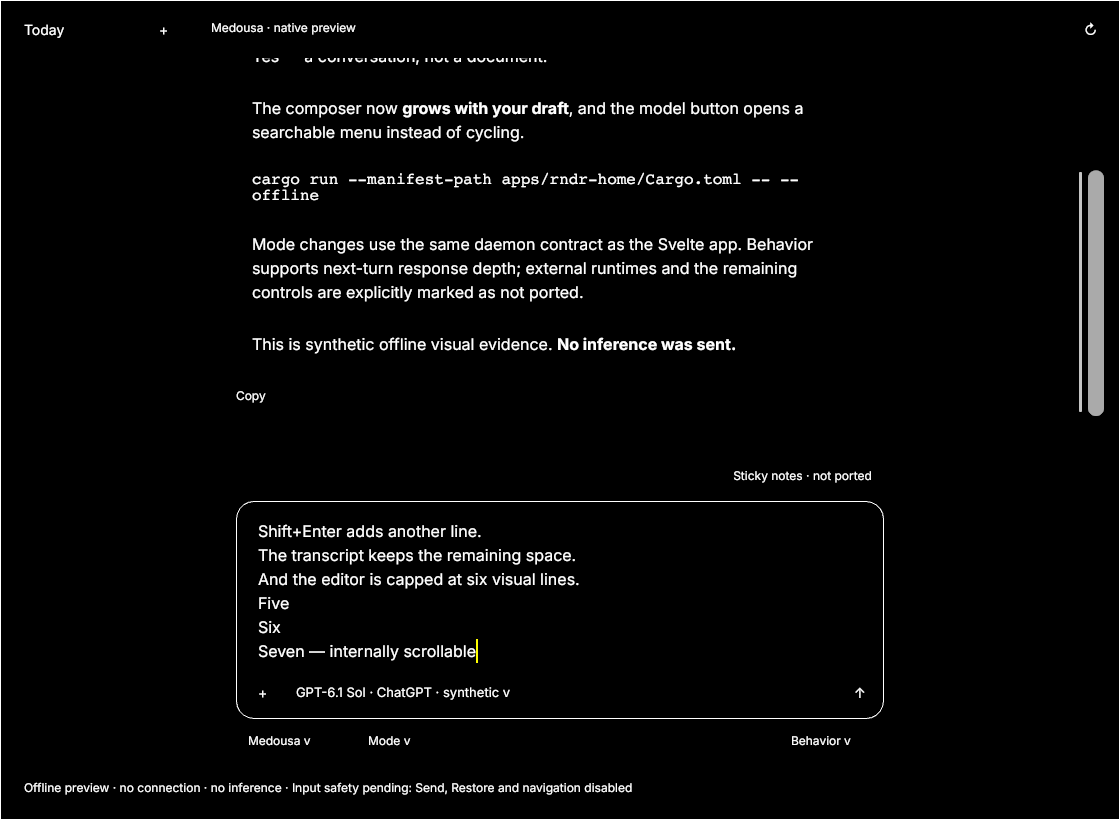 Today + Medousa · native preview
Yes — a conversation, not a document.
The composer now grows with your draft, and the model button opens a
searchable menu instead of cycling.
cargo run --manifest-path apps/rndr-home/Cargo.toml -- --
offline
Mode changes use the same daemon contract as the Svelte app. Behavior
supports next-turn response depth; external runtimes and the remaining
controls are explicitly marked as not ported.
This is synthetic offline visual evidence. No inference was sent.
Copy
Sticky notes · not ported
Shift+Enter adds another line.
The transcript keeps the remaining space.
And the editor is capped at six visual lines.
Five
Six
Seven — internally scrollable
+ GPT-6.1 Sol · ChatGPT · synthetic v ↑
Medousa v Mode v Behavior v
Offline preview · no connection · no inference · Input safety pending: Send, Restore and navigation disabled